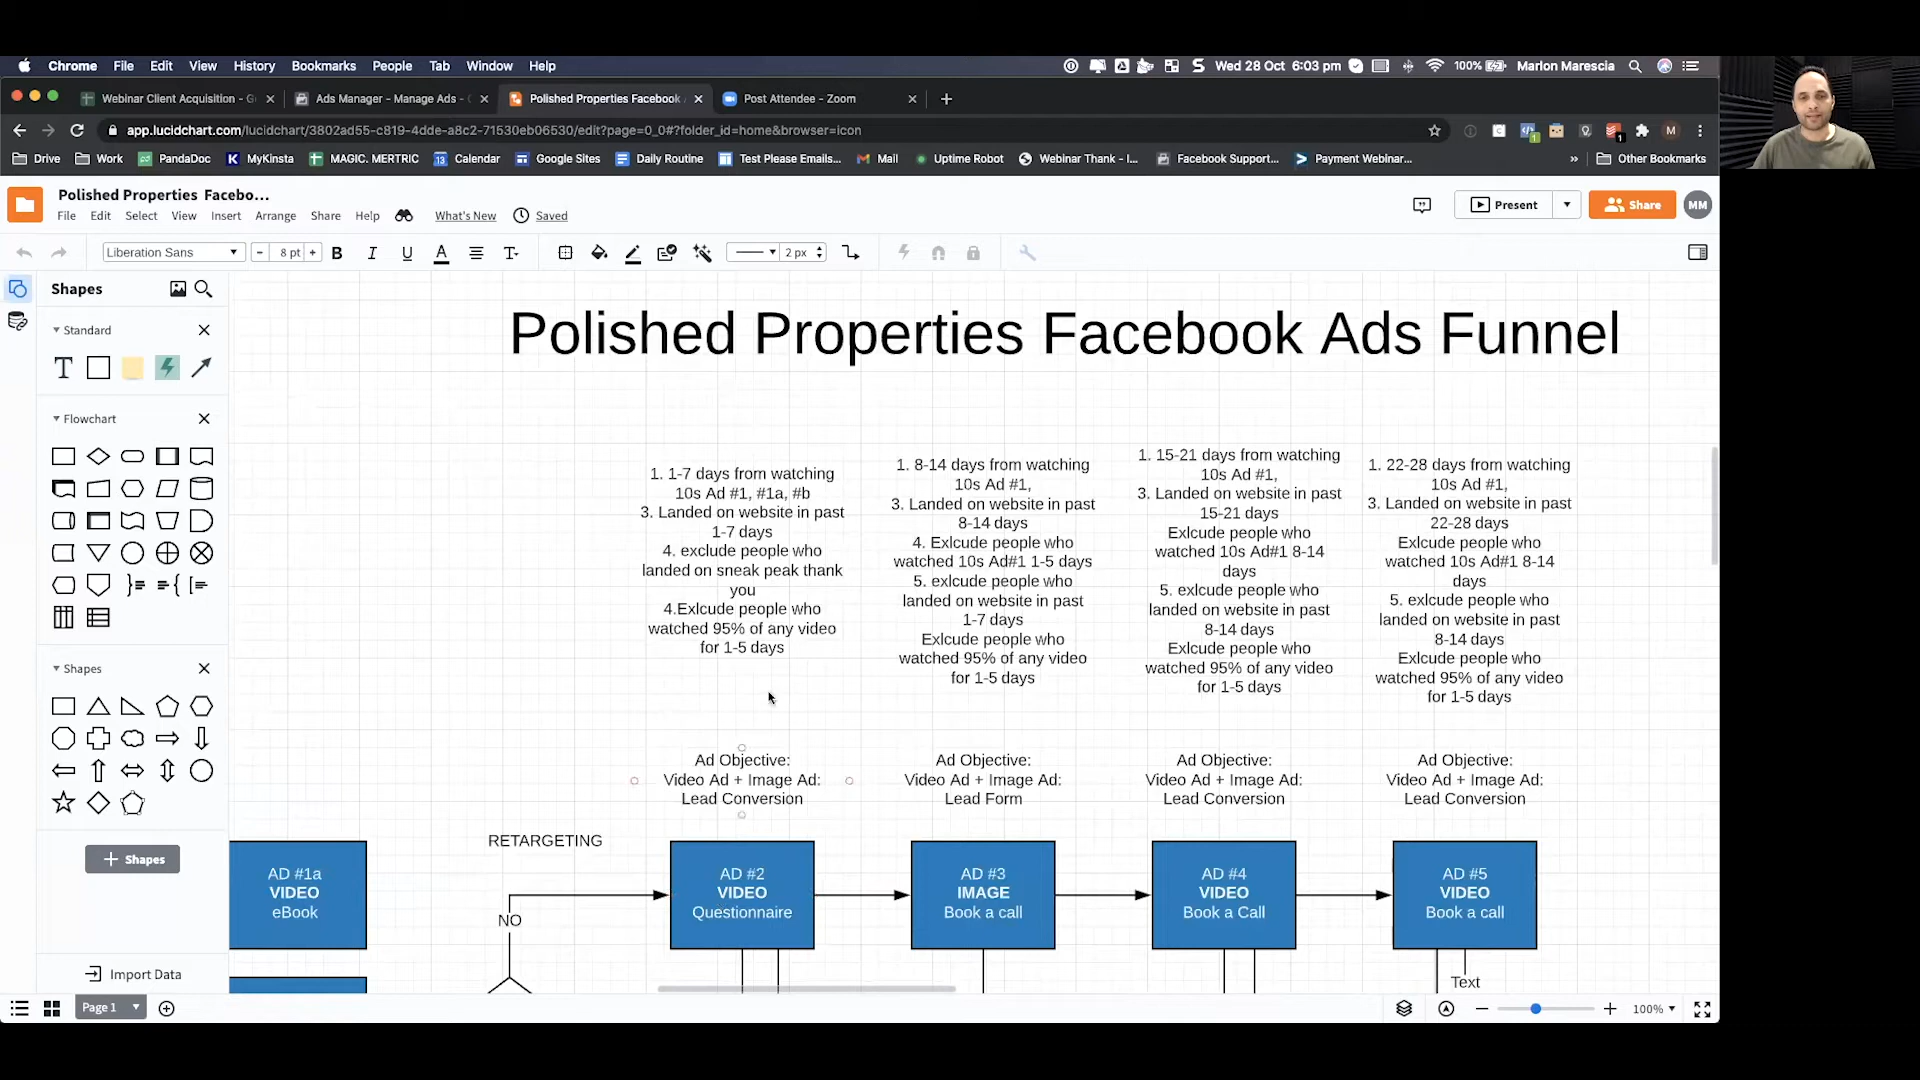 Chrome File Edit View History Bookmarks People Tab Window Help
Wed 28 Oct 6:03 pm 100% Marlon Marescia
Webinar Client Acquisition - G
Ads Manager - Manage Ads -
Polished Properties Facebook
Post Attendee - Zoom
app.lucidchart.com/lucidchart/3802ad55-c819-4dde-a8c2-71530eb06530/edit?page=0_0#?folder_id=home&browser=icon
M
Drive Work PandaDoc MyKinsta MAGIC. MERTRIC Calendar Google Sites Daily Routine Test Please Emails... Mail Uptime Robot Webinar Thank - I... Facebook Support... Payment Webinar... » Other Bookmarks
Polished Properties Facebo...
File Edit Select View Insert Arrange Share Help What's New Saved
Present
Share
MM
Liberation Sans
8 pt
B I U A T
2 px
Shapes
Standard
T
Flowchart
Shapes
+ Shapes
Import Data
Polished Properties Facebook Ads Funnel
1. 1-7 days from watching
10s Ad #1, #1a, #b
3. Landed on website in past
1-7 days
4. exclude people who
landed on sneak peak thank
you
4.Exlcude people who
watched 95% of any video
for 1-5 days
1. 8-14 days from watching
10s Ad #1,
3. Landed on website in past
8-14 days
4. Exlcude people who
watched 10s Ad#1 1-5 days
5. exlcude people who
landed on website in past
1-7 days
Exlcude people who
watched 95% of any video
for 1-5 days
1. 15-21 days from watching
10s Ad #1,
3. Landed on website in past
15-21 days
Exlcude people who
watched 10s Ad#1 8-14
days
5. exlcude people who
landed on website in past
8-14 days
Exlcude people who
watched 95% of any video
for 1-5 days
1. 22-28 days from watching
10s Ad #1,
3. Landed on website in past
22-28 days
Exlcude people who
watched 10s Ad#1 8-14
days
5. exlcude people who
landed on website in past
8-14 days
Exlcude people who
watched 95% of any video
for 1-5 days
Ad Objective:
Video Ad + Image Ad:
Lead Conversion
Ad Objective:
Video Ad + Image Ad:
Lead Form
Ad Objective:
Video Ad + Image Ad:
Lead Conversion
Ad Objective:
Video Ad + Image Ad:
Lead Conversion
RETARGETING
NO
AD #1a
VIDEO
eBook
AD #2
VIDEO
Questionnaire
AD #3
IMAGE
Book a call
AD #4
VIDEO
Book a Call
AD #5
VIDEO
Book a call
Text
Page 1
100%